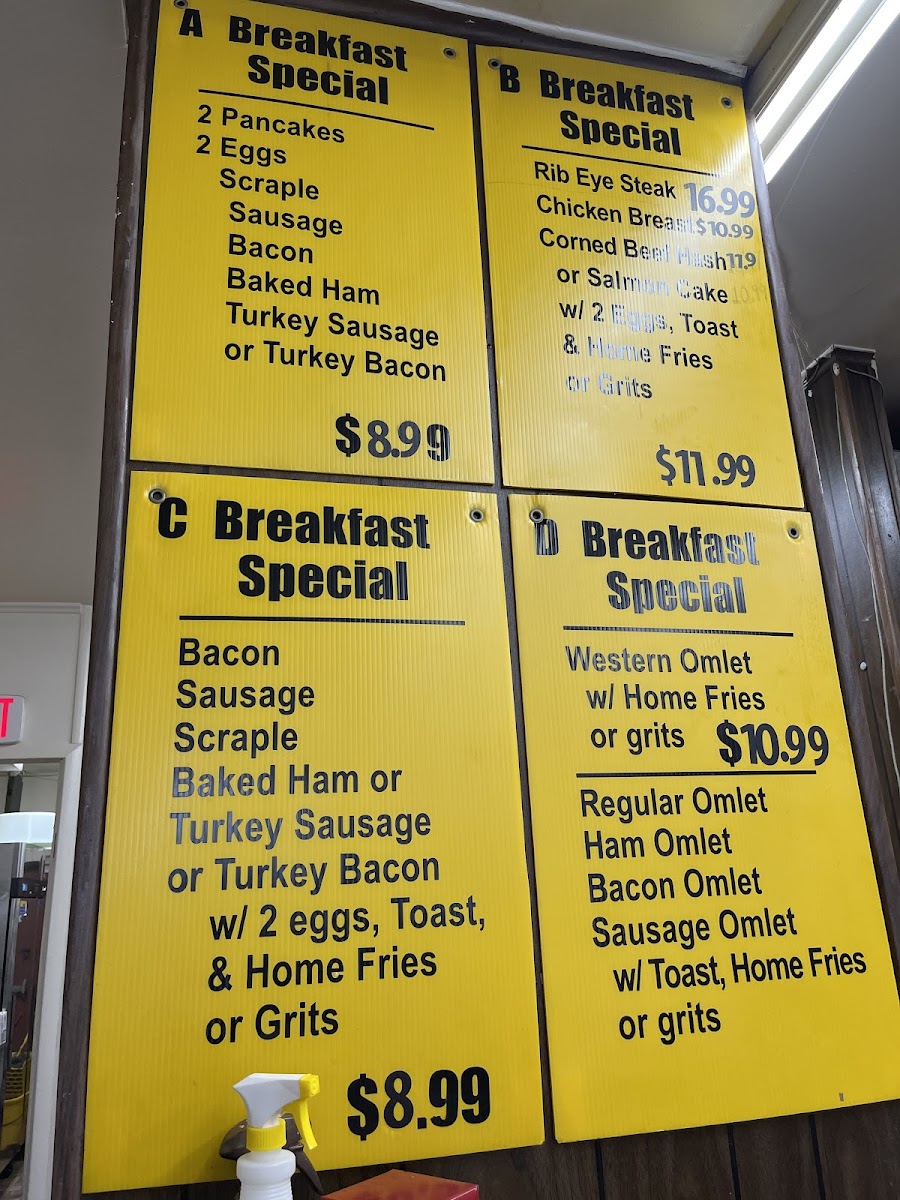 A Breakfast
Special
2 Pancakes
2 Eggs
Scraple
Sausage
Bacon
Baked Ham
Turkey Sausage
or Turkey Bacon
$8.99
B Breakfast
Special
Rib Eye Steak 16.99
Chicken Breast $10.99
Corned Beef Hash 11.9
or Salmon Cake
w/ 2 Eggs, Toast
& Home Fries
or Grits
$11.99
C Breakfast
Special
Bacon
Sausage
Scraple
Baked Ham or
Turkey Sausage
or Turkey Bacon
w/ 2 eggs, Toast,
& Home Fries
or Grits
$8.99
D Breakfast
Special
Western Omlet
w/ Home Fries
or grits $10.99
Regular Omlet
Ham Omlet
Bacon Omlet
Sausage Omlet
w/ Toast, Home Fries
or grits